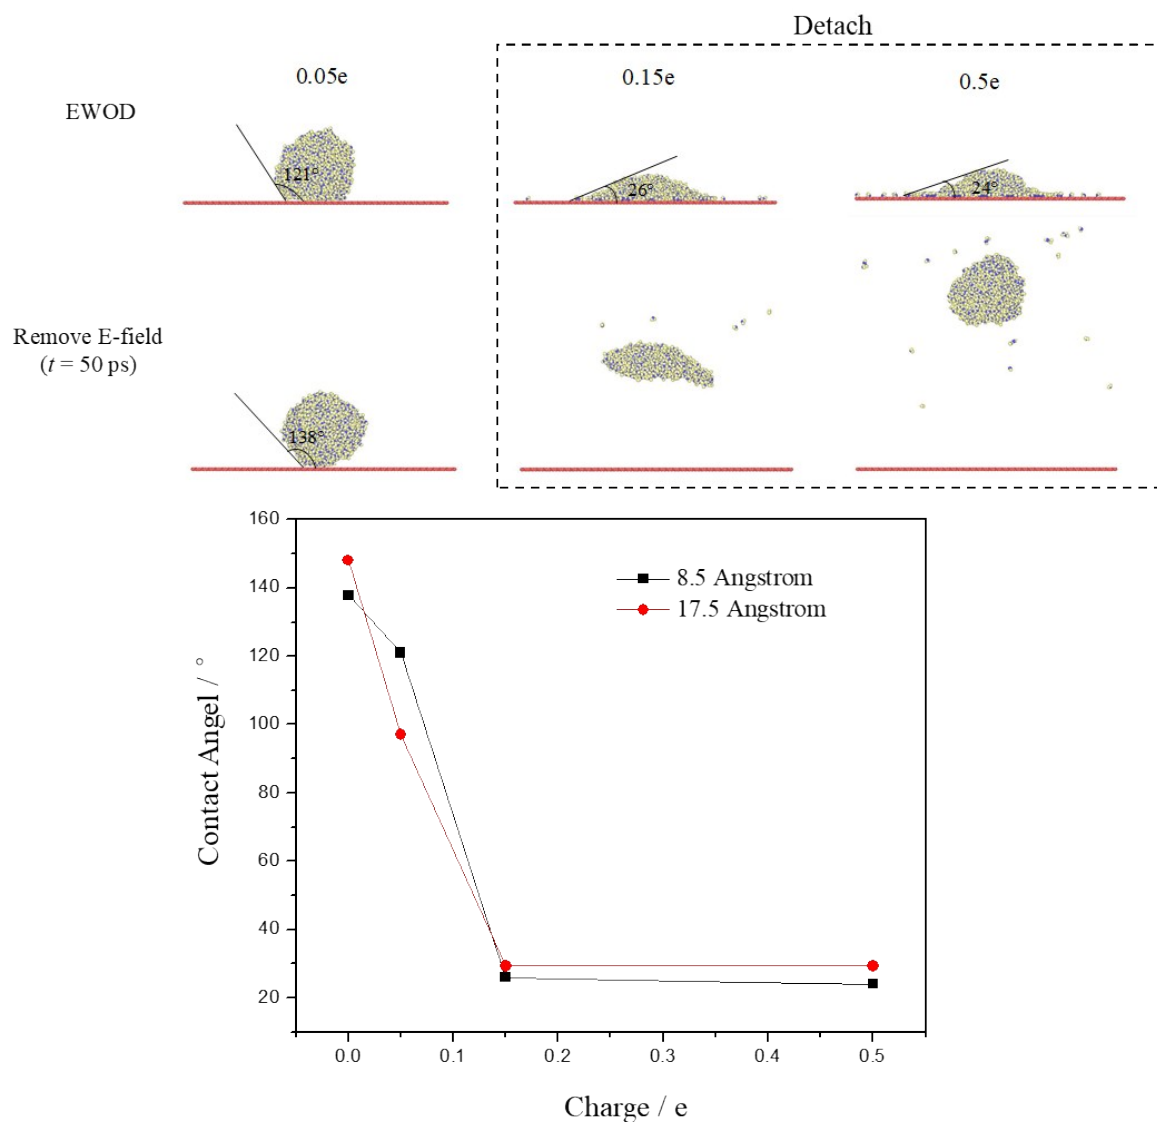 Detach
0.05e
0.15e
0.5e
EWOD
121°
26°
24°
Remove E-field
(t = 50 ps)
138°
160
140
120
100
80
60
40
20
Contact Angel / °
8.5 Angstrom
17.5 Angstrom
0.0
0.1
0.2
0.3
0.4
0.5
Charge / e